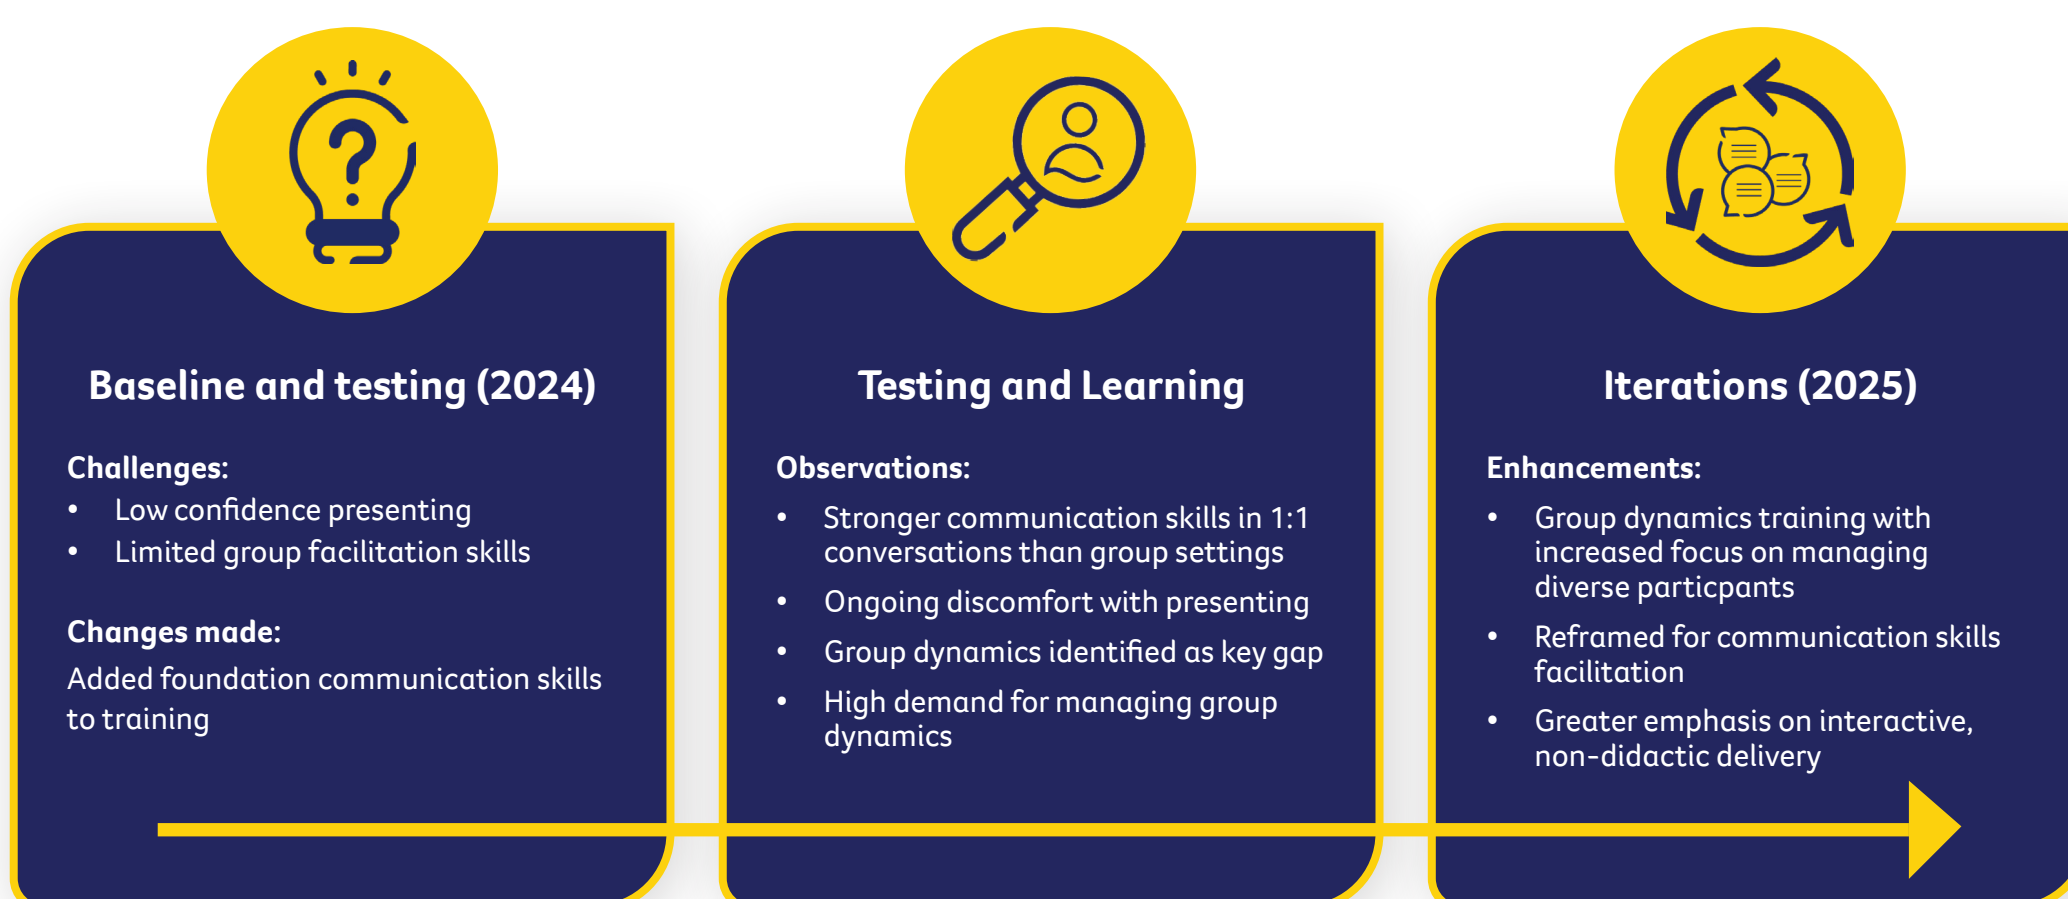 Baseline and testing (2024)
Challenges:
• Low confidence presenting
• Limited group facilitation skills
Changes made:
Added foundation communication skills
to training
Testing and Learning
Observations:
• Stronger communication skills in 1:1
conversations than group settings
• Ongoing discomfort with presenting
• Group dynamics identified as key gap
• High demand for managing group
dynamics
Iterations (2025)
Enhancements:
• Group dynamics training with
increased focus on managing
diverse particpants
• Reframed for communication skills
facilitation
• Greater emphasis on interactive,
non-didactic delivery